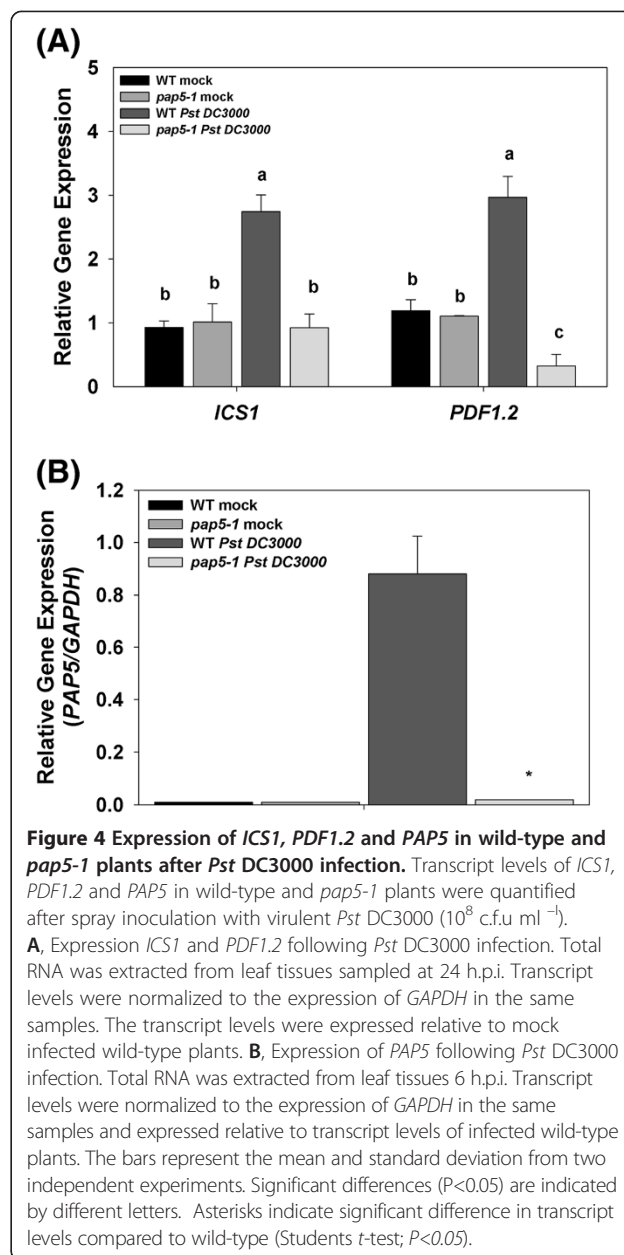 (A)
5
4
3
2
1
0
Relative Gene Expression
WT mock
pap5-1 mock
WT Pst DC3000
pap5-1 Pst DC3000
b
b
a
b
b
b
a
c
ICS1
PDF1.2
(B)
1.2
1.0
0.8
0.6
0.4
0.2
0.0
Relative Gene Expression
(PAP5/GAPDH)
WT mock
pap5-1 mock
WT Pst DC3000
pap5-1 Pst DC3000
*
Figure 4 Expression of ICS1, PDF1.2 and PAP5 in wild-type and
pap5-1 plants after Pst DC3000 infection. Transcript levels of ICS1,
PDF1.2 and PAP5 in wild-type and pap5-1 plants were quantified
after spray inoculation with virulent Pst DC3000 (10⁸ c.f.u ml ⁻ˡ).
A, Expression ICS1 and PDF1.2 following Pst DC3000 infection. Total
RNA was extracted from leaf tissues sampled at 24 h.p.i. Transcript
levels were normalized to the expression of GAPDH in the same
samples. The transcript levels were expressed relative to mock
infected wild-type plants. B, Expression of PAP5 following Pst DC3000
infection. Total RNA was extracted from leaf tissues 6 h.p.i. Transcript
levels were normalized to the expression of GAPDH in the same
samples and expressed relative to transcript levels of infected wild-type
plants. The bars represent the mean and standard deviation from two
independent experiments. Significant differences (P<0.05) are indicated
by different letters. Asterisks indicate significant difference in transcript
levels compared to wild-type (Students t-test; P<0.05).